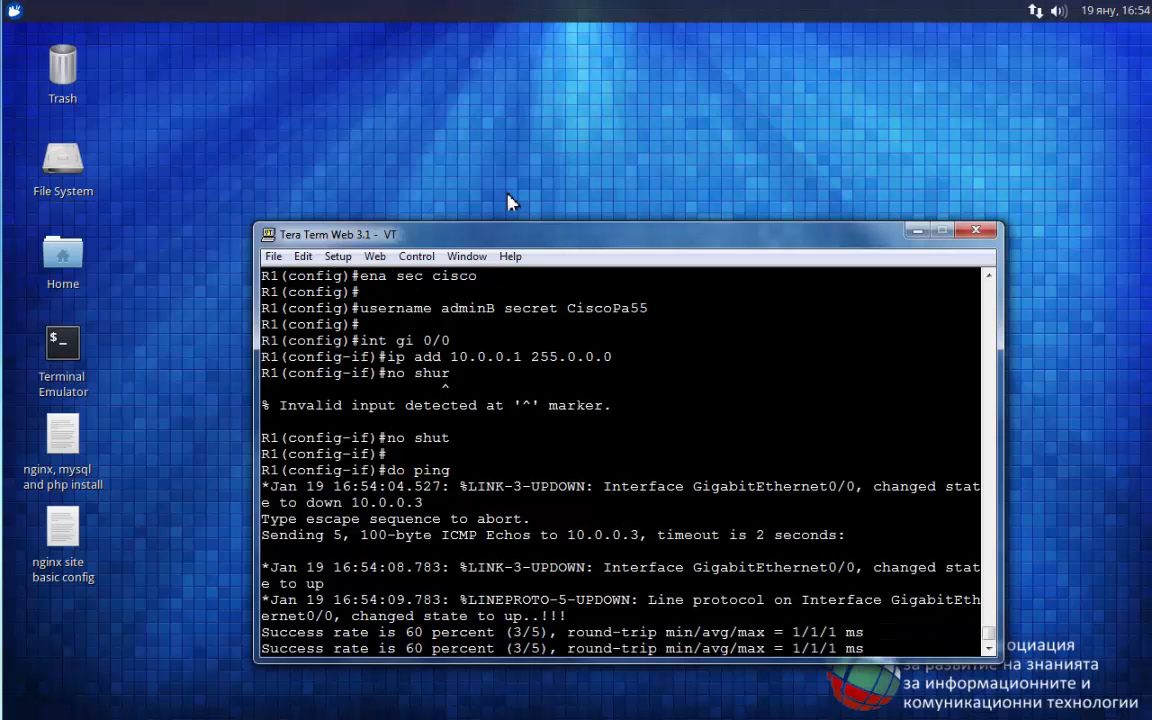 19 яну, 16:54
Trash
File System
Home
Terminal
Emulator
nginx, mysql
and php install
nginx site
basic config
Tera Term Web 3.1 - VT
File Edit Setup Web Control Window Help
R1(config)#ena sec cisco
R1(config)#
R1(config)#username adminB secret CiscoPa55
R1(config)#
R1(config)#int gi 0/0
R1(config-if)#ip add 10.0.0.1 255.0.0.0
R1(config-if)#no shur
^
% Invalid input detected at '^' marker.
R1(config-if)#no shut
R1(config-if)#
R1(config-if)#do ping
*Jan 19 16:54:04.527: %LINK-3-UPDOWN: Interface GigabitEthernet0/0, changed stat
e to down 10.0.0.3
Type escape sequence to abort.
Sending 5, 100-byte ICMP Echos to 10.0.0.3, timeout is 2 seconds:
*Jan 19 16:54:08.783: %LINK-3-UPDOWN: Interface GigabitEthernet0/0, changed stat
e to up
*Jan 19 16:54:09.783: %LINEPROTO-5-UPDOWN: Line protocol on Interface GigabitEth
ernet0/0, changed state to up..!!!
Success rate is 60 percent (3/5), round-trip min/avg/max = 1/1/1 ms
Success rate is 60 percent (3/5), round-trip min/avg/max = 1/1/1 ms
за развитие на знанията
за информационните и
комуникационни технологии